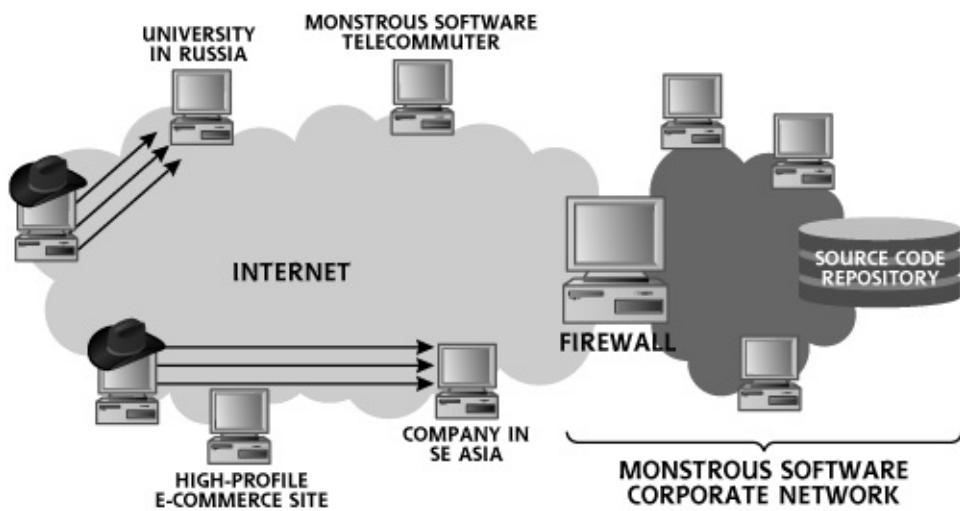 UNIVERSITY
IN RUSSIA
MONSTROUS SOFTWARE
TELECOMMUTER
INTERNET
FIREWALL
SOURCE CODE
REPOSITORY
HIGH-PROFILE
E-COMMERCE SITE
COMPANY IN
SE ASIA
MONSTROUS SOFTWARE
CORPORATE NETWORK